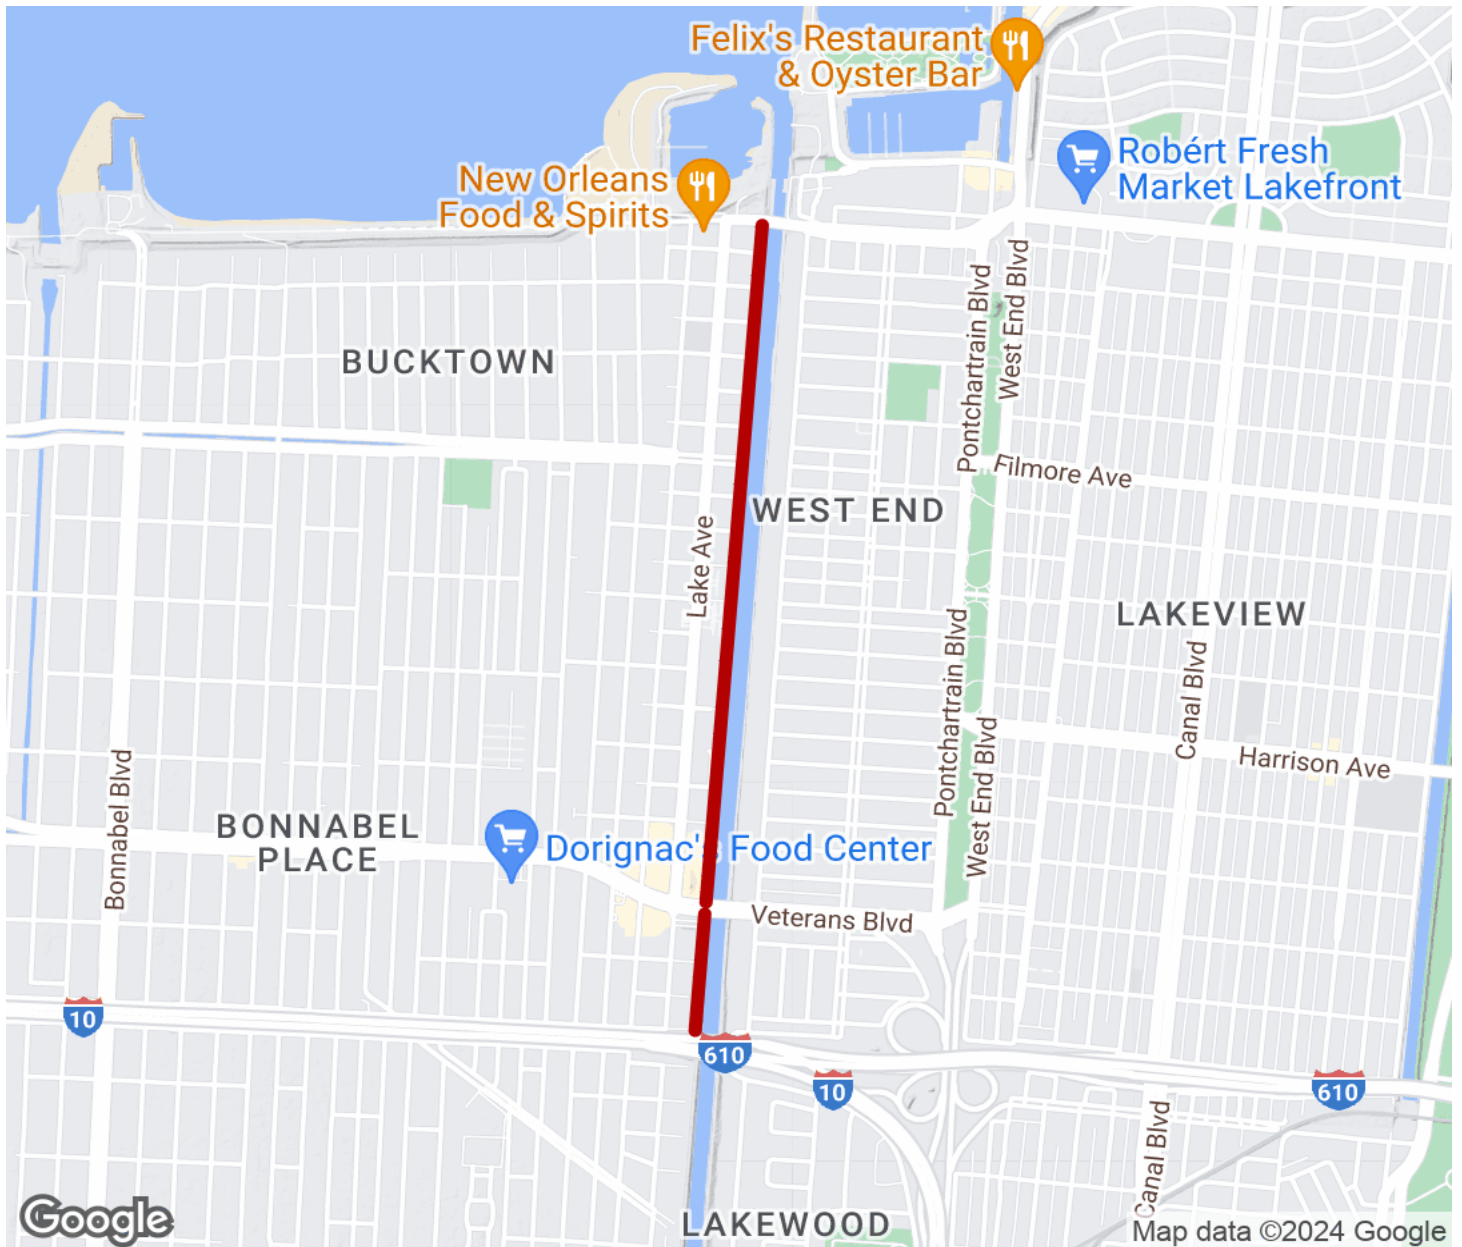 Felix's Restaurant
& Oyster Bar
Robért Fresh
Market Lakefront
New Orleans
Food & Spirits
Pontchartrain Blvd
West End Blvd
BUCKTOWN
Filmore Ave
WEST END
Lake Ave
LAKEVIEW
Pontchartrain Blvd
West End Blvd
Canal Blvd
Harrison Ave
Bonnabel Blvd
BONNABEL
PLACE
Dorignac's Food Center
Veterans Blvd
10
610
10
610
Canal Blvd
LAKEWOOD
Google
Map data ©2024 Google